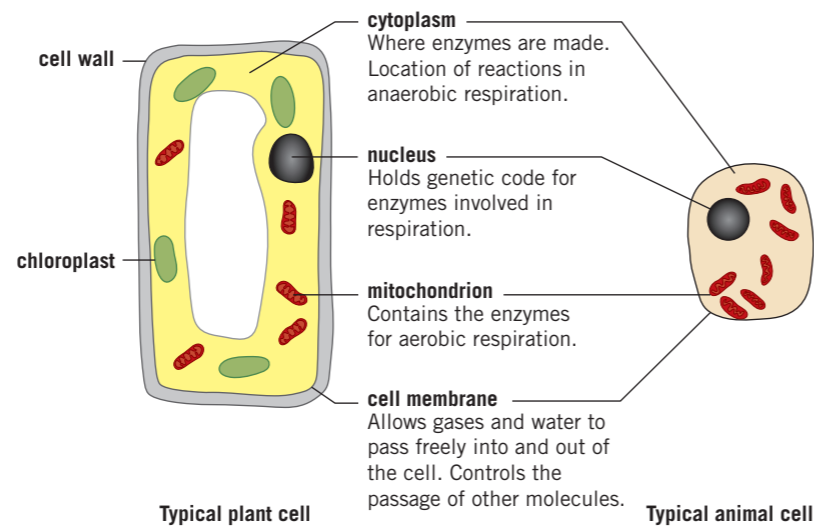 cell wall
chloroplast
cytoplasm
Where enzymes are made.
Location of reactions in
anaerobic respiration.
nucleus
Holds genetic code for
enzymes involved in
respiration.
mitochondrion
Contains the enzymes
for aerobic respiration.
cell membrane
Allows gases and water to
pass freely into and out of
the cell. Controls the
passage of other molecules.
Typical plant cell
Typical animal cell